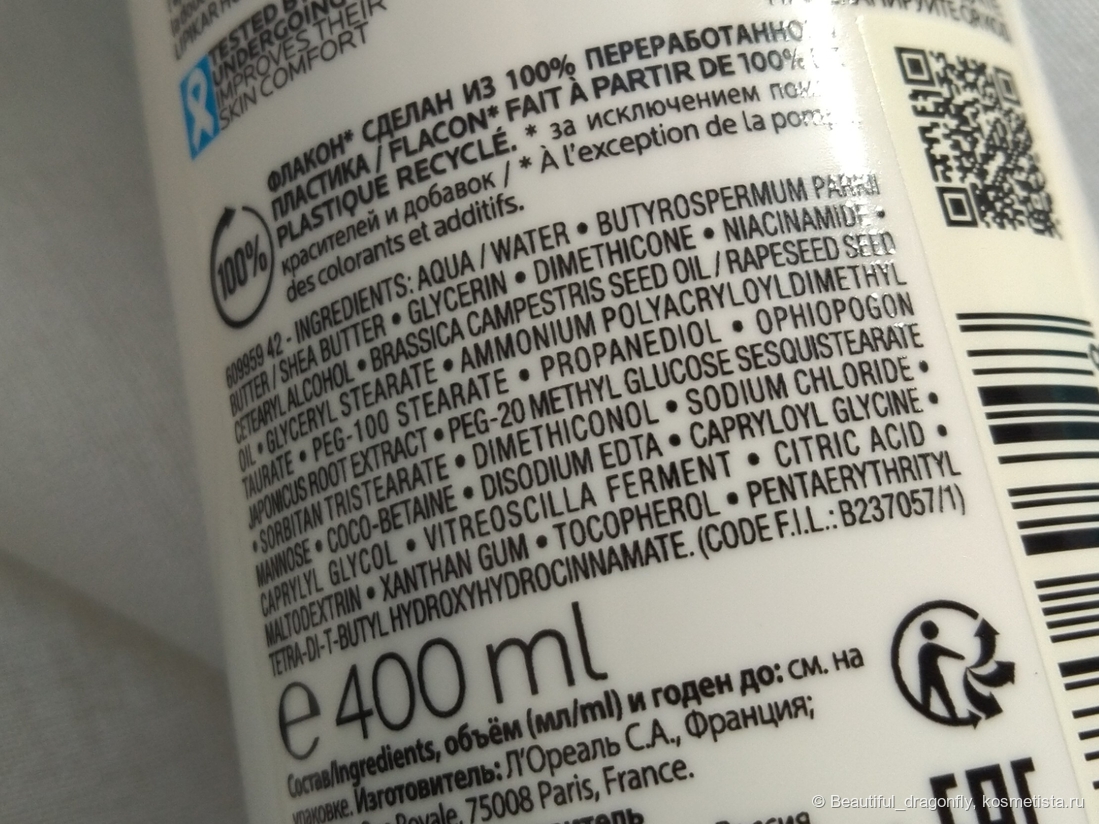 LIPIKAR
TESTED
UNDERGOING
IMPROVES THEIR
SKIN COMFORT
ФЛАКОН* СДЕЛАН ИЗ 100%
ПЛАСТИКА / FLACON* FAIT À PARTIR DE 100%
PLASTIQUE RECYCLÉ. * за исключением
красителей и добавок / * À l'exception de la
des colorants et additifs.
100%
609959 42 - INGREDIENTS: AQUA / WATER • BUTYROSPERMUM PARKII
BUTTER / SHEA BUTTER • GLYCERIN • DIMETHICONE • NIACINAMIDE •
CETEARYL ALCOHOL • BRASSICA CAMPESTRIS SEED OIL / RAPESEED SEED
OIL • GLYCERYL STEARATE • AMMONIUM POLYACRYLOYLDIMETHYL
TAURATE • PEG-100 STEARATE • PROPANEDIOL • OPHIOPOGON
JAPONICUS ROOT EXTRACT • PEG-20 METHYL GLUCOSE SESQUISTEARATE
• SORBITAN TRISTEARATE • DIMETHICONOL • SODIUM CHLORIDE •
MANNOSE • COCO-BETAINE • DISODIUM EDTA • CAPRYLOYL GLYCINE •
CAPRYLYL GLYCOL • VITREOSCILLA FERMENT • CITRIC ACID •
MALTODEXTRIN • XANTHAN GUM • TOCOPHEROL • PENTAERYTHRITYL
TETRA-DI-T-BUTYL HYDROXYHYDROCINNAMATE. (CODE F.I.L.: B237057/1)
e 400 ml
Состав/Ingredients, объём (мл/ml) и годен до: см. на
упаковке. Изготовитель: Л'Ореаль С.А., Франция;
Royale, 75008 Paris, France.
EAC
© Beautiful_dragonfly, kosmetista.ru